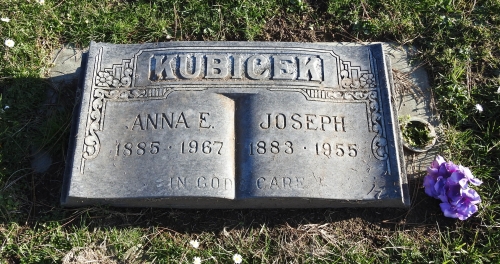 KUBICEK
ANNA E. JOSEPH
1885 · 1967 1883 · 1955
IN GOD CARE